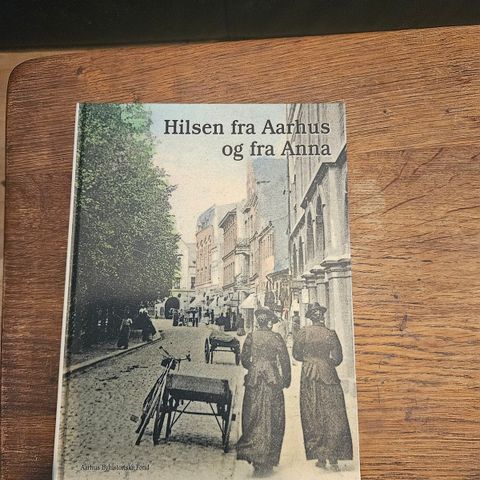 Hilsen fra Aarhus
og fra Anna
Aarhus Byhistoriske Fond